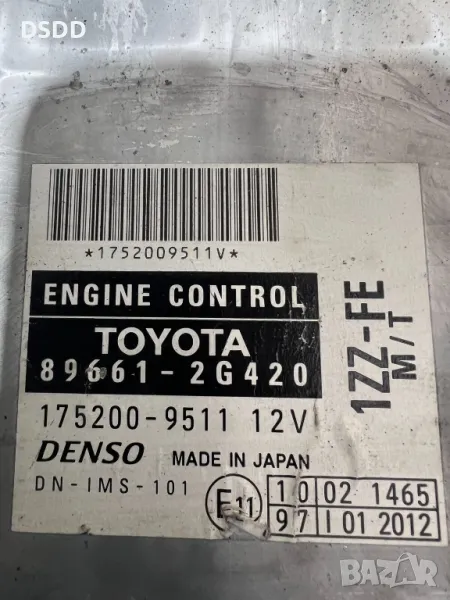 DSDD
*1752009511V*
ENGINE CONTROL
TOYOTA
89661-2G420
175200-9511 12V
DENSO MADE IN JAPAN
DN-IMS-101
E11
10 02 1465
97 I 01 2012
1ZZ-FE
M/T
BAZAR